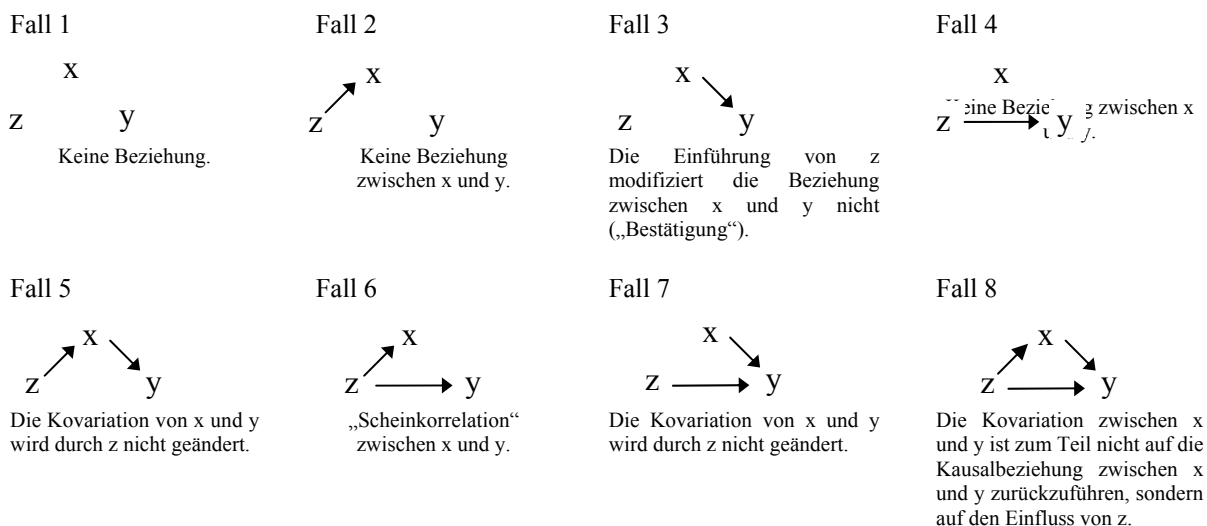 Fall 1
x
z y
Keine Beziehung.
Fall 2
x
z y
Keine Beziehung
zwischen x und y.
Fall 3
x
z y
Die Einführung von z
modifiziert die Beziehung
zwischen x und y nicht
(„Bestätigung“).
Fall 4
x
zwischen x
z y
Fall 5
x
z y
Die Kovariation von x und y
wird durch z nicht geändert.
Fall 6
x
z y
„Scheinkorrelation“
zwischen x und y.
Fall 7
x
z y
Die Kovariation von x und y
wird durch z nicht geändert.
Fall 8
x
z y
Die Kovariation zwischen x
und y ist zum Teil nicht auf die
Kausalbeziehung zwischen x
und y zurückzuführen, sondern
auf den Einfluss von z.